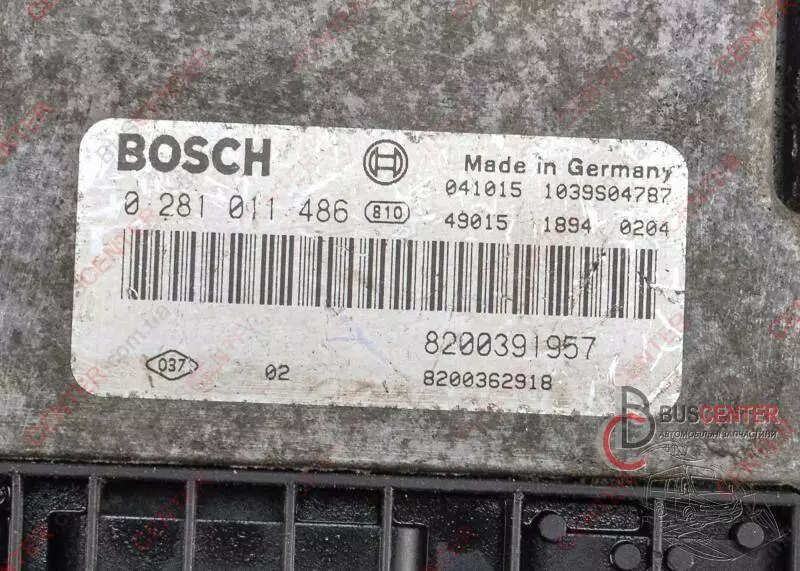 BOSCH
Made in Germany
041015 1039S04787
0 281 011 486 810
49015 1894 0204
8200391957
037 02 8200362918
BUSCENTER
АВТОМОБІЛЬНІ ЗАПЧАСТИНИ